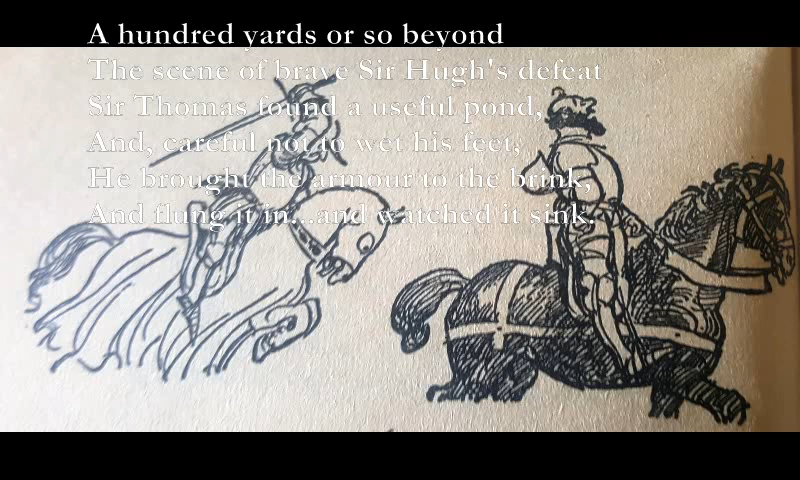 A hundred yards or so beyond
The scene of brave Sir Hugh's defeat
Sir Thomas found a useful pond,
And, careful not to wet his feet,
He brought the armour to the brink,
And flung it in...and watched it sink.